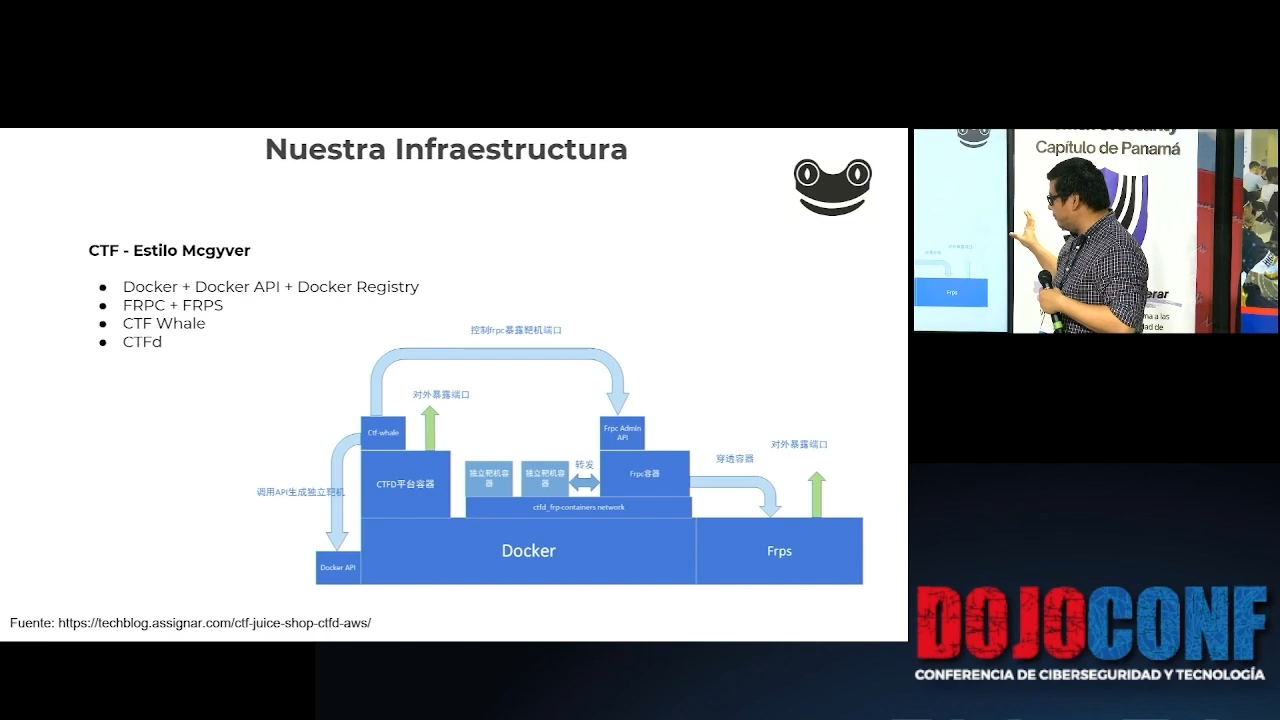 Nuestra Infraestructura
CTF - Estilo Mcgyver
● Docker + Docker API + Docker Registry
● FRPC + FRPS
● CTF Whale
● CTFd
控制frpc暴露靶机端口
对外暴露端口
Ctf-whale
Frpc Admin
API
对外暴露端口
调用API生成独立靶机
CTFD平台容器
独立靶机容
器
独立靶机容
器
转发
Frpc容器
穿透容器
ctfd_frp-containers network
Docker
Frps
Docker API
Fuente: https://techblog.assignar.com/ctf-juice-shop-ctfd-aws/
Capítulo de Panamá
Frps
DOJOCONF
CONFERENCIA DE CIBERSEGURIDAD Y TECNOLOGÍA